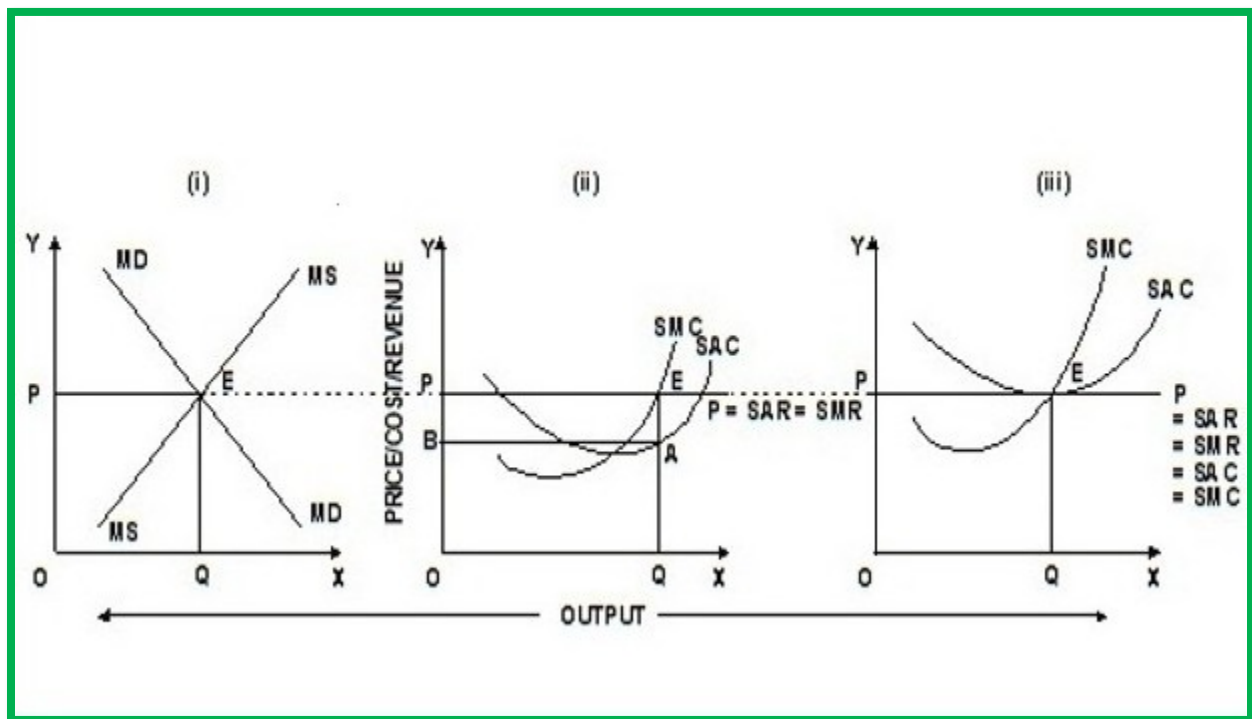 (i)
(ii)
(iii)
Y
MD
MS
P
E
MS
MD
O
Q
X
PRICE/COST/REVENUE
Y
SMC
SAC
P
E
P = SAR = SMR
B
A
O
Q
X
Y
SMC
SAC
P
E
P
= SAR
= SMR
= SAC
= SMC
O
Q
X
OUTPUT